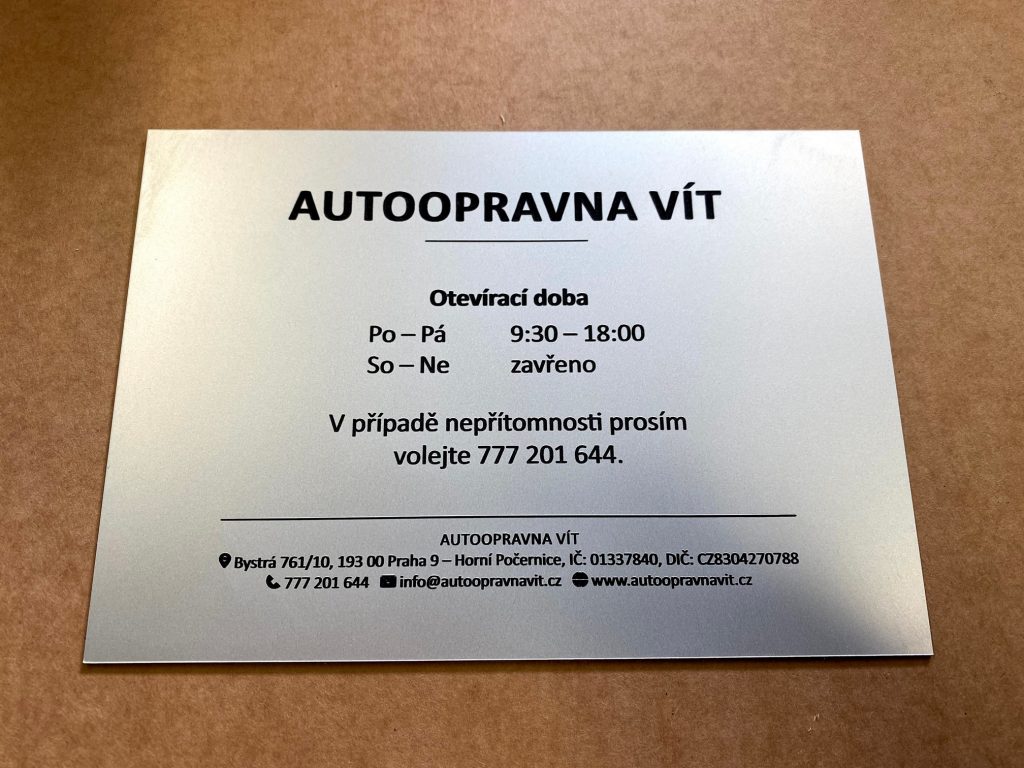 AUTOOPRAVNA VÍT
Otevírací doba
Po – Pá 9:30 – 18:00
So – Ne zavřeno
V případě nepřítomnosti prosím
volejte 777 201 644.
AUTOOPRAVNA VÍT
Bystrá 761/10, 193 00 Praha 9 – Horní Počernice, IČ: 01337840, DIČ: CZ8304270788
777 201 644 info@autoopravnavit.cz www.autoopravnavit.cz